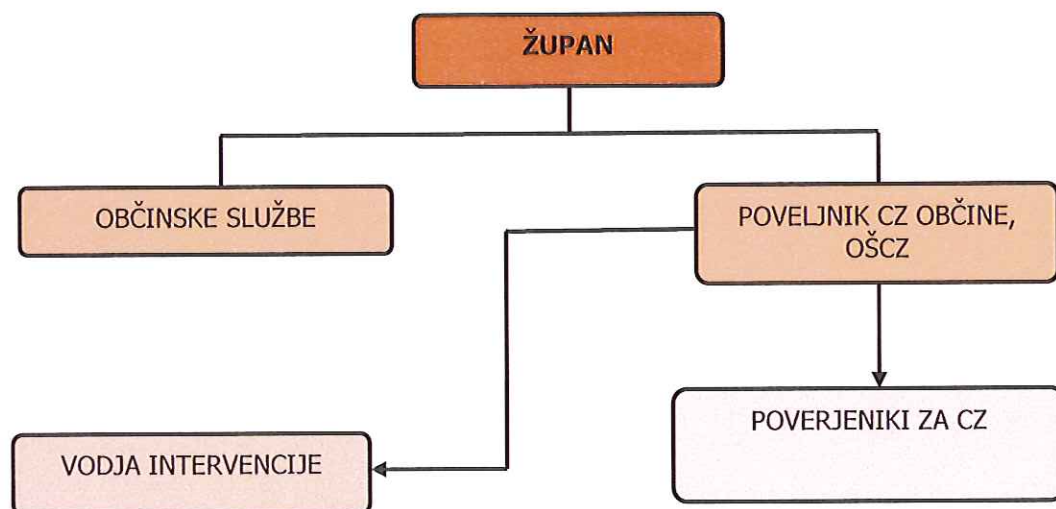 ŽUPAN
OBČINSKE SLUŽBE
POVELJNIK CZ OBČINE,
OŠCZ
POVERJENIKI ZA CZ
VODJA INTERVENCIJE